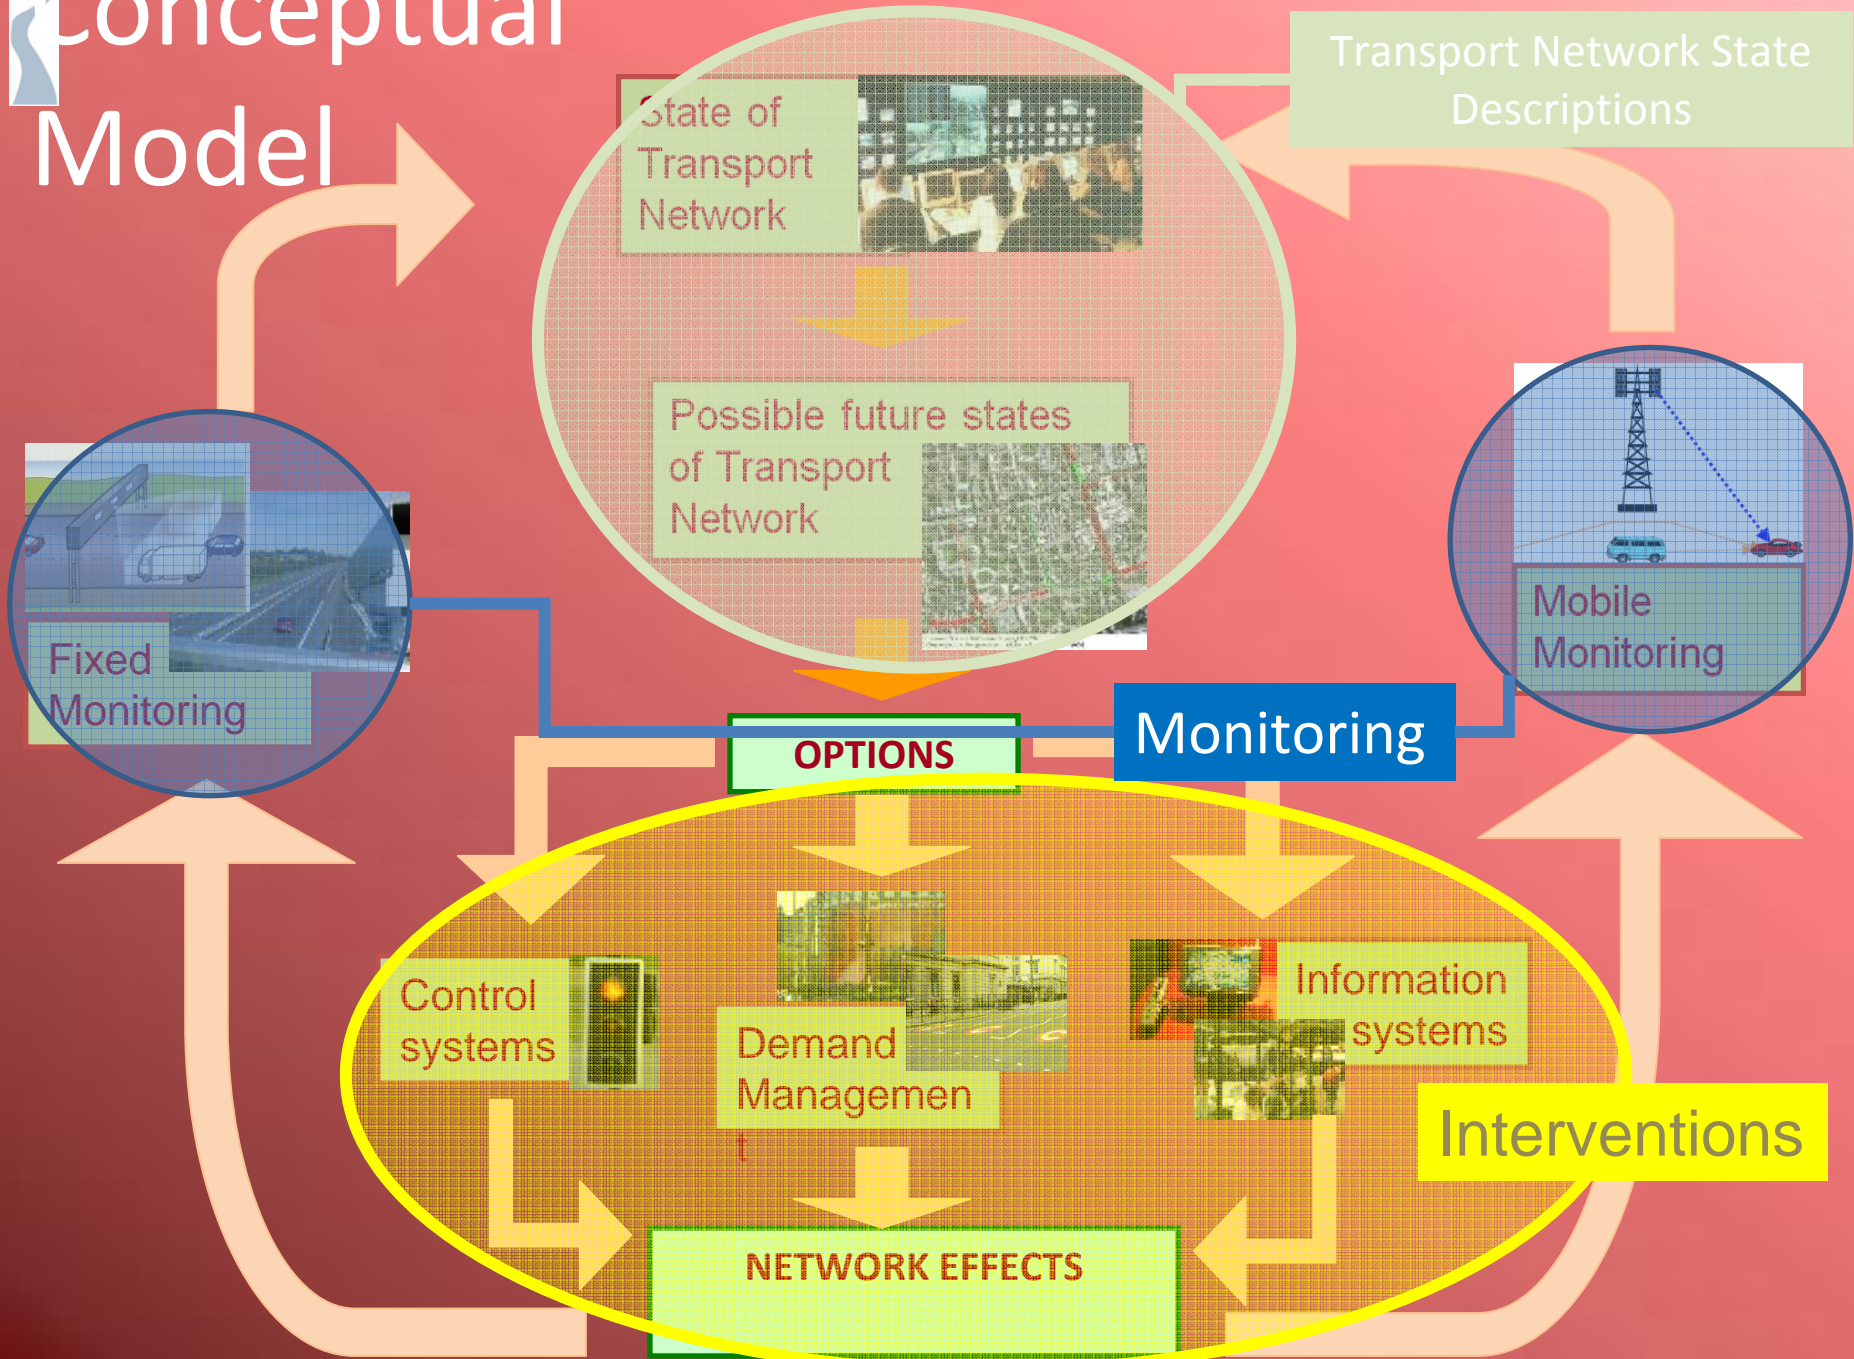 Conceptual
Model
Transport Network State
Descriptions
State of
Transport
Network
Possible future states
of Transport
Network
Fixed
Monitoring
Mobile
Monitoring
Monitoring
OPTIONS
Control
systems
Demand
Managemen
t
Information
systems
Interventions
NETWORK EFFECTS